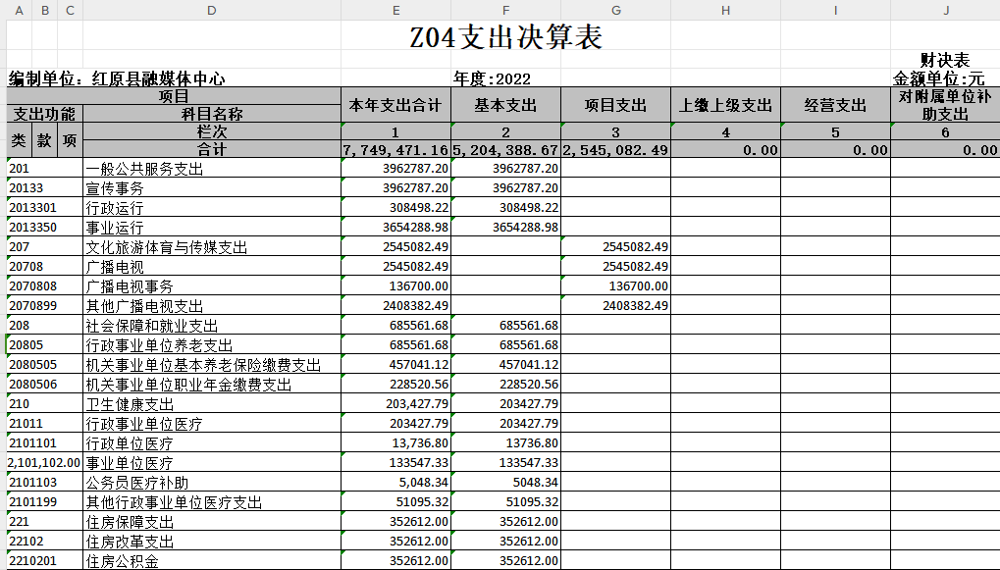 A B C D E F G H I J
Z04支出决算表
财决表
编制单位：红原县融媒体中心 年度:2022 金额单位:元
项目 本年支出合计 基本支出 项目支出 上缴上级支出 经营支出 对附属单位补助支出
支出功能 科目名称
类 款 项 栏次 1 2 3 4 5 6
合计 7,749,471.16 5,204,388.67 2,545,082.49 0.00 0.00 0.00
201 一般公共服务支出 3962787.20 3962787.20
20133 宣传事务 3962787.20 3962787.20
2013301 行政运行 308498.22 308498.22
2013350 事业运行 3654288.98 3654288.98
207 文化旅游体育与传媒支出 2545082.49 2545082.49
20708 广播电视 2545082.49 2545082.49
2070808 广播电视事务 136700.00 136700.00
2070899 其他广播电视支出 2408382.49 2408382.49
208 社会保障和就业支出 685561.68 685561.68
20805 行政事业单位养老支出 685561.68 685561.68
2080505 机关事业单位基本养老保险缴费支出 457041.12 457041.12
2080506 机关事业单位职业年金缴费支出 228520.56 228520.56
210 卫生健康支出 203,427.79 203427.79
21011 行政事业单位医疗 203427.79 203427.79
2101101 行政单位医疗 13,736.80 13736.80
2,101,102.00 事业单位医疗 133547.33 133547.33
2101103 公务员医疗补助 5,048.34 5048.34
2101199 其他行政事业单位医疗支出 51095.32 51095.32
221 住房保障支出 352612.00 352612.00
22102 住房改革支出 352612.00 352612.00
2210201 住房公积金 352612.00 352612.00